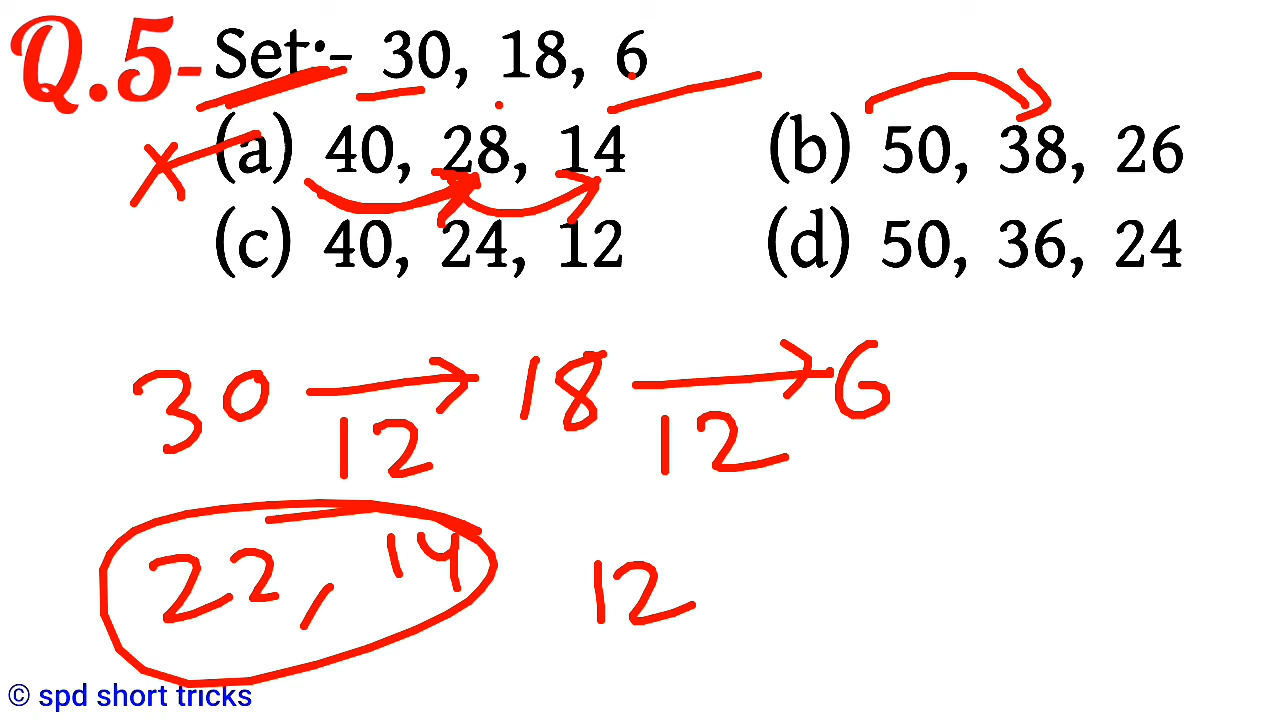 Q.5- Set:- 30, 18, 6
(a) 40, 28, 14 (b) 50, 38, 26
(c) 40, 24, 12 (d) 50, 36, 24
30 → 18 → 6
12 12
22, 14 12
© spd short tricks